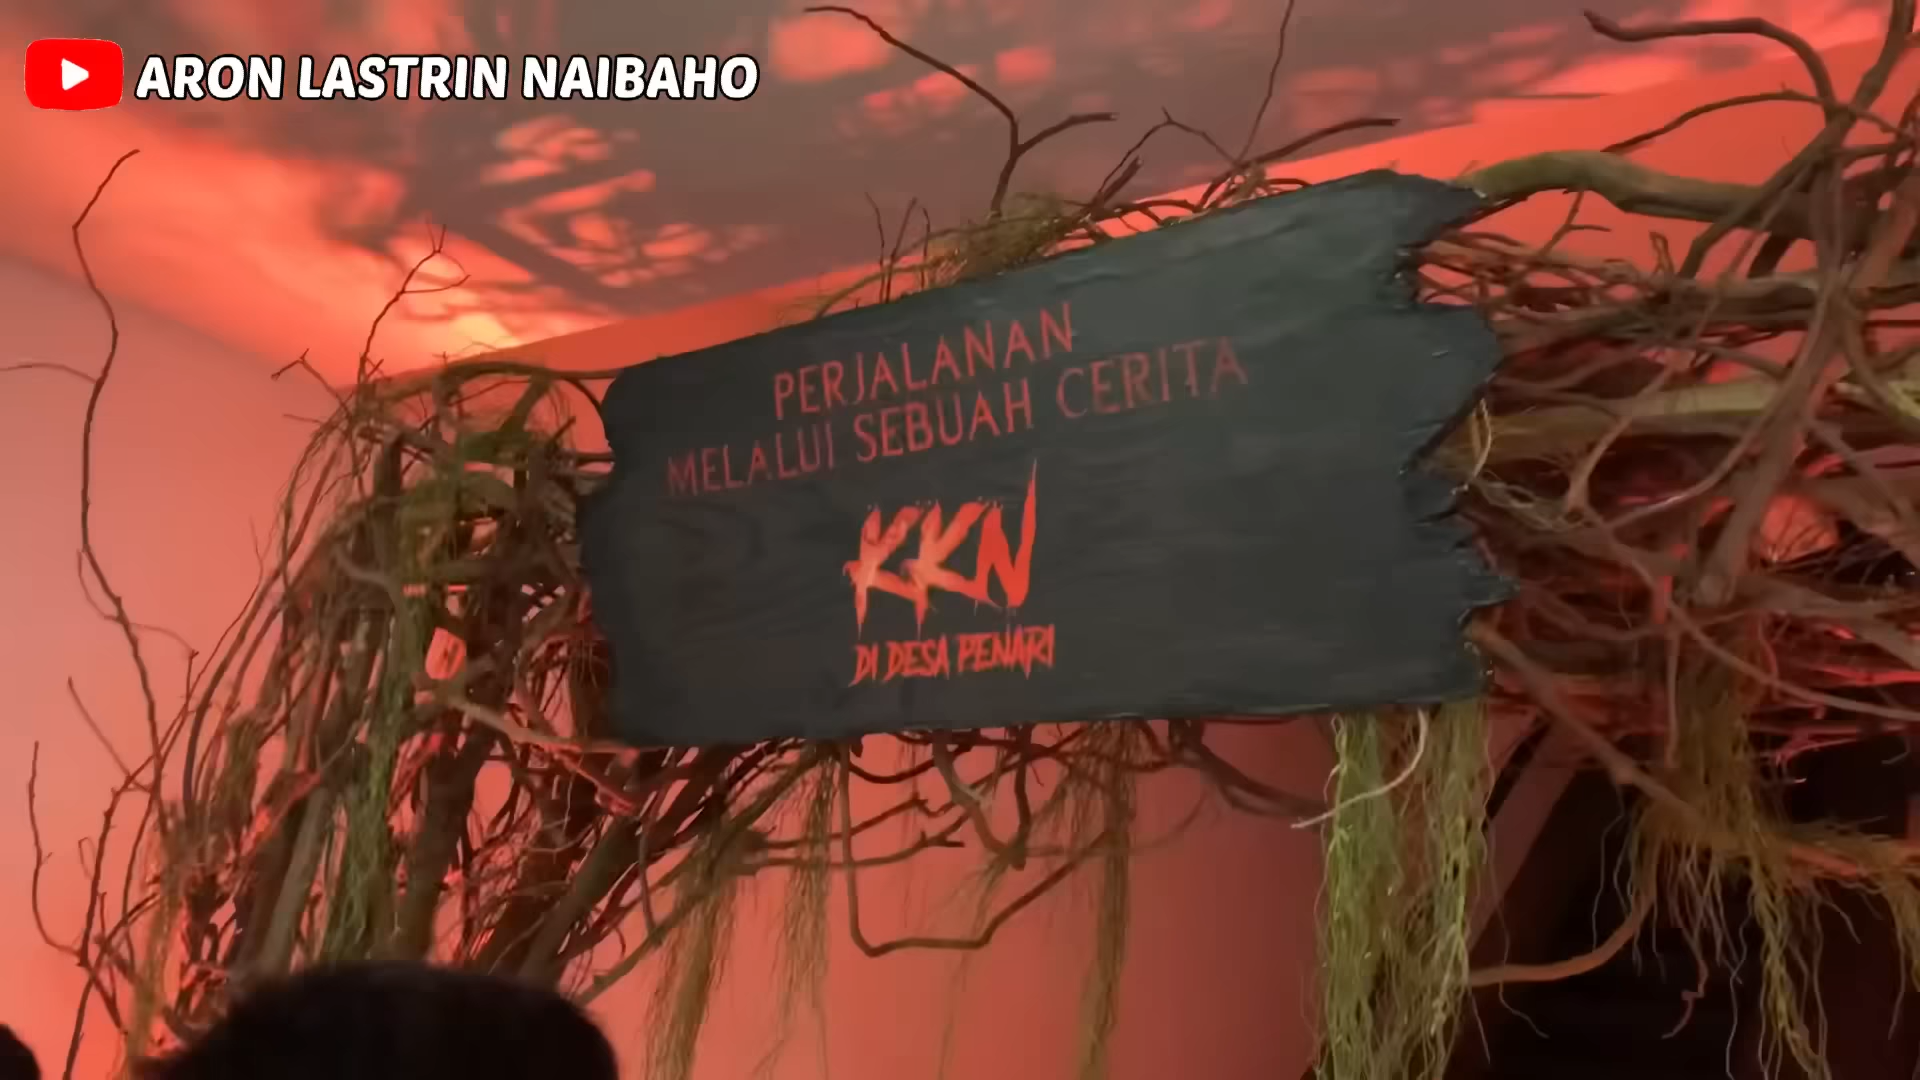 ARON LASTRIN NAIBAHO
PERJALANAN
MELALUI SEBUAH CERITA
KKN
DI DESA PENARI